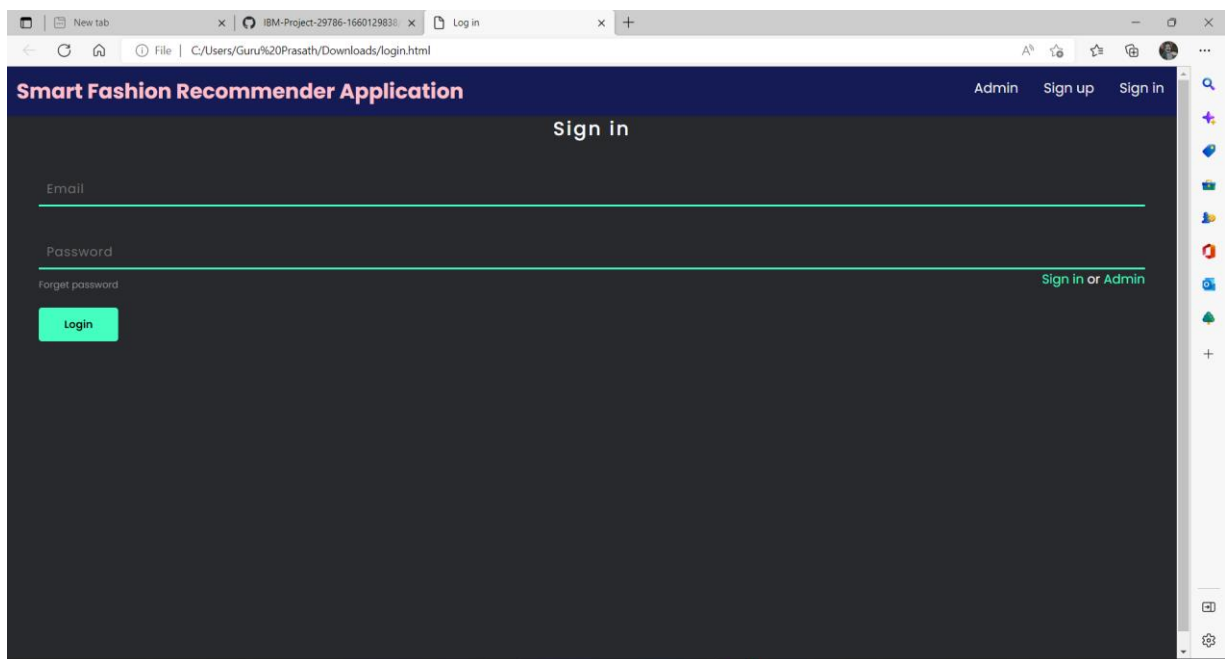 New tab
IBM-Project-29786-1660129838
Log in
File | C:/Users/Guru%20Prasath/Downloads/login.html
Smart Fashion Recommender Application
Admin Sign up Sign in
Sign in
Email
Password
Forget password
Sign in or Admin
Login